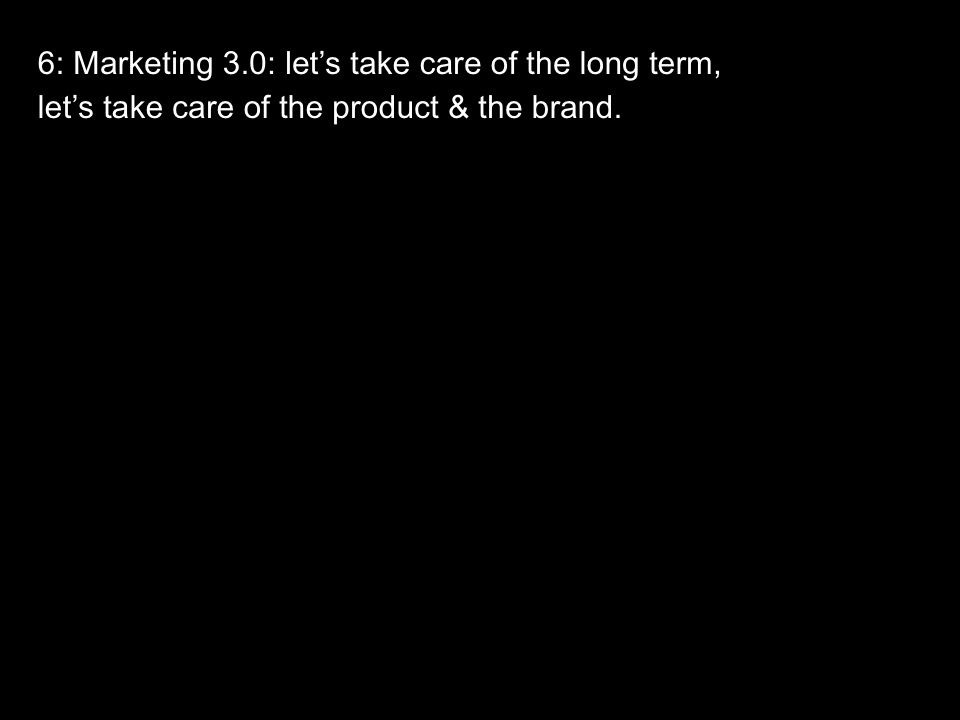 6: Marketing 3.0: let’s take care of the long term,
let’s take care of the product & the brand.